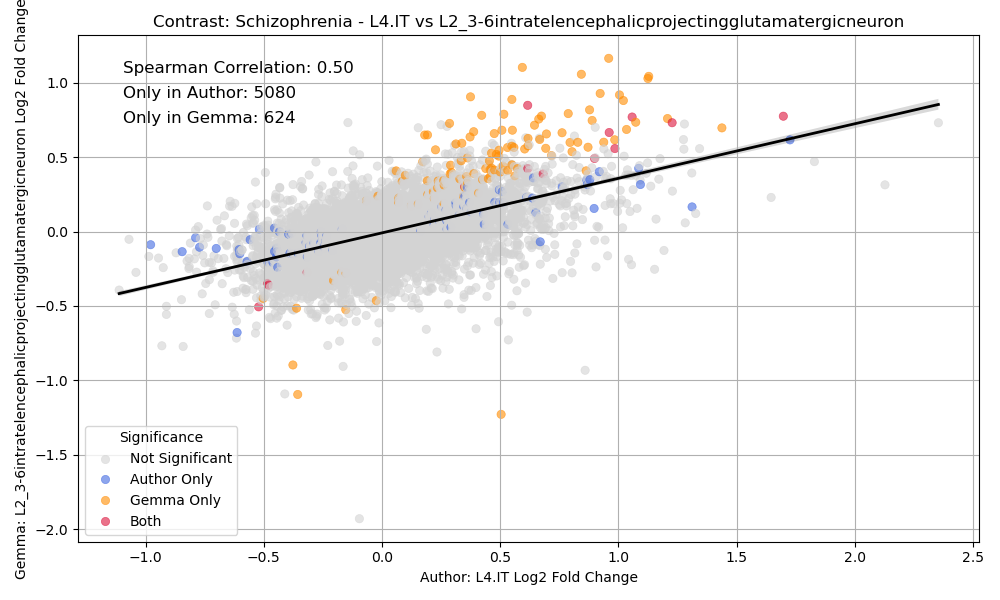 Contrast: Schizophrenia - L4.IT vs L2_3-6intratelencephalicprojectingglutamatergicneuron
Gemma: L2_3-6intratelencephalicprojectingglutamatergicneuron Log2 Fold Change
Spearman Correlation: 0.50
Only in Author: 5080
Only in Gemma: 624
1.0
0.5
0.0
−0.5
−1.0
−1.5
−2.0
Significance
Not Significant
Author Only
Gemma Only
Both
−1.0 −0.5 0.0 0.5 1.0 1.5 2.0 2.5
Author: L4.IT Log2 Fold Change